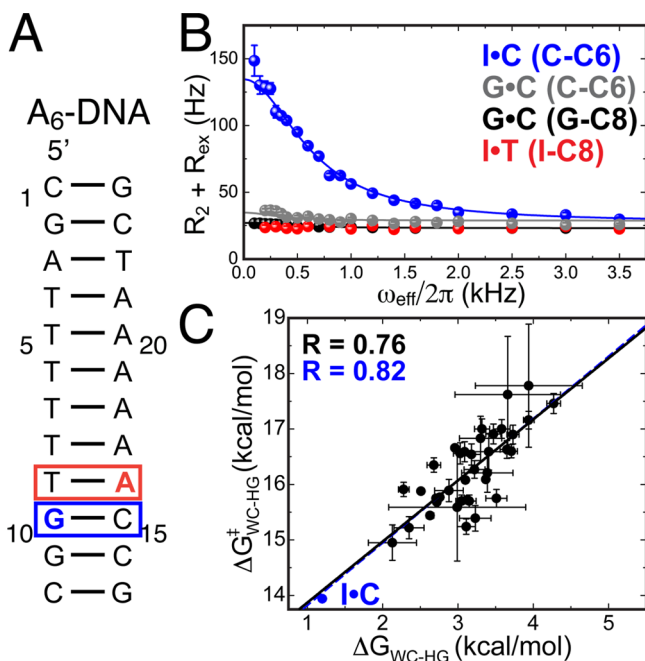 A
A₆-DNA
5'
1 C G
G C
A T
T A
5 T A 20
T A
T A
T A
T A
10 G C 15
G C
C G
B
R₂ + Rₑₓ (Hz)
150
100
50
0
I•C (C-C6)
G•C (C-C6)
G•C (G-C8)
I•T (I-C8)
0.0 0.5 1.0 1.5 2.0 2.5 3.0 3.5
ωeff/2π (kHz)
C
ΔG‡WC-HG (kcal/mol)
19
18
17
16
15
14
R = 0.76
R = 0.82
I•C
1 2 3 4 5
ΔGWC-HG (kcal/mol)